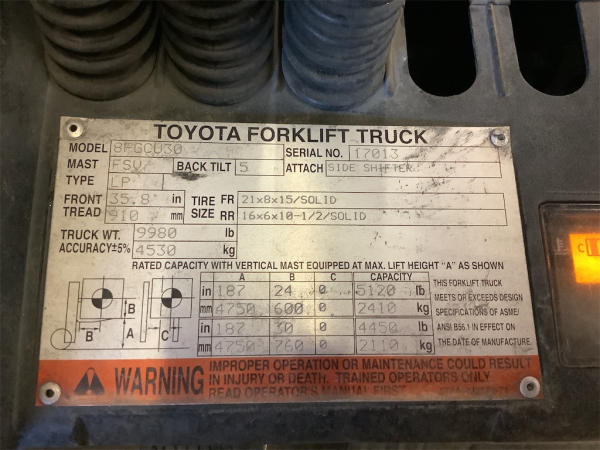 TOYOTA FORKLIFT TRUCK
MODEL 8FGCU30 SERIAL NO. 17013
MAST FSV BACK TILT 5 ATTACH SIDE SHIFTER
TYPE LP
FRONT 35.8 in TIRE FR 21x8x15/SOLID
TREAD 910 mm SIZE RR 16x6x10-1/2/SOLID
TRUCK WT. 9980 lb
ACCURACY±5% 4530 kg
RATED CAPACITY WITH VERTICAL MAST EQUIPPED AT MAX. LIFT HEIGHT "A" AS SHOWN
A B C CAPACITY
in 187 24 0 5120 lb
mm 4750 600 0 2410 kg
in 187 30 0 4450 lb
mm 4750 760 0 2110 kg
B B A C
THIS FORKLIFT TRUCK
MEETS OR EXCEEDS DESIGN
SPECIFICATIONS OF ASME/
ANSI B56.1 IN EFFECT ON
THE DATE OF MANUFACTURE.
WARNING
IMPROPER OPERATION OR MAINTENANCE COULD RESULT
IN INJURY OR DEATH. TRAINED OPERATORS ONLY.
READ OPERATOR'S MANUAL FIRST.
C